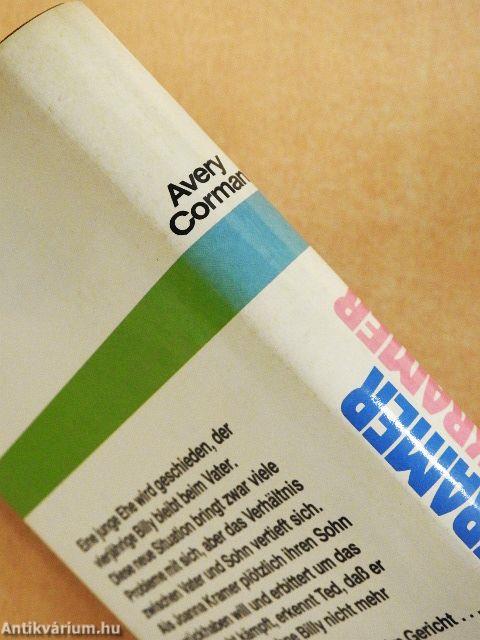 Avery
Corman
KRAMER
KRAMER
Eine junge Ehe wird geschieden, der
vierjährige Billy bleibt beim Vater.
Diese neue Situation bringt zwar viele
Probleme mit sich, aber das Verhältnis
zwischen Vater und Sohn vertieft sich.
Als Joanna Kramer plötzlich ihren Sohn
zurückhaben will und erbittert um das
kämpft, erkennt Ted, daß er
Billy nicht mehr
Gericht . . .
Antikvárium.hu